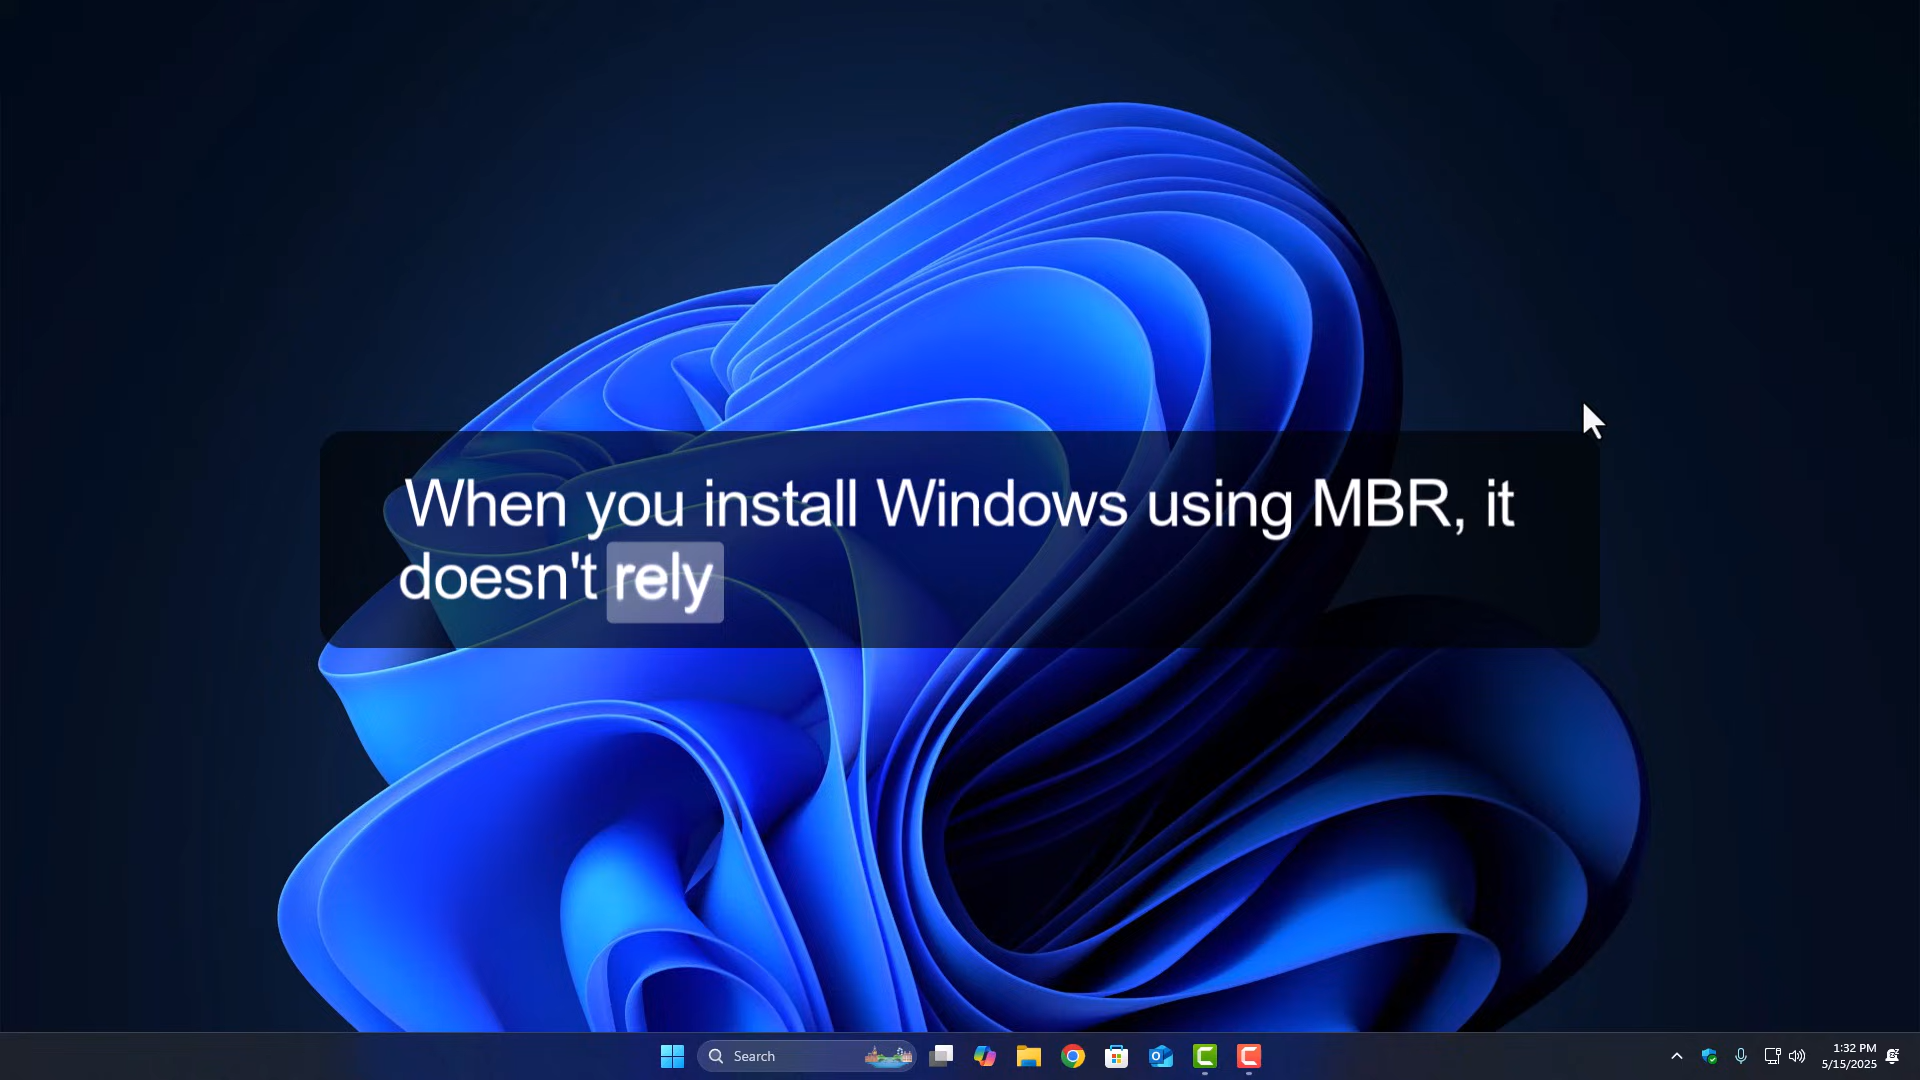 When you install Windows using MBR, it
doesn't rely
Search
1:32 PM
5/15/2025